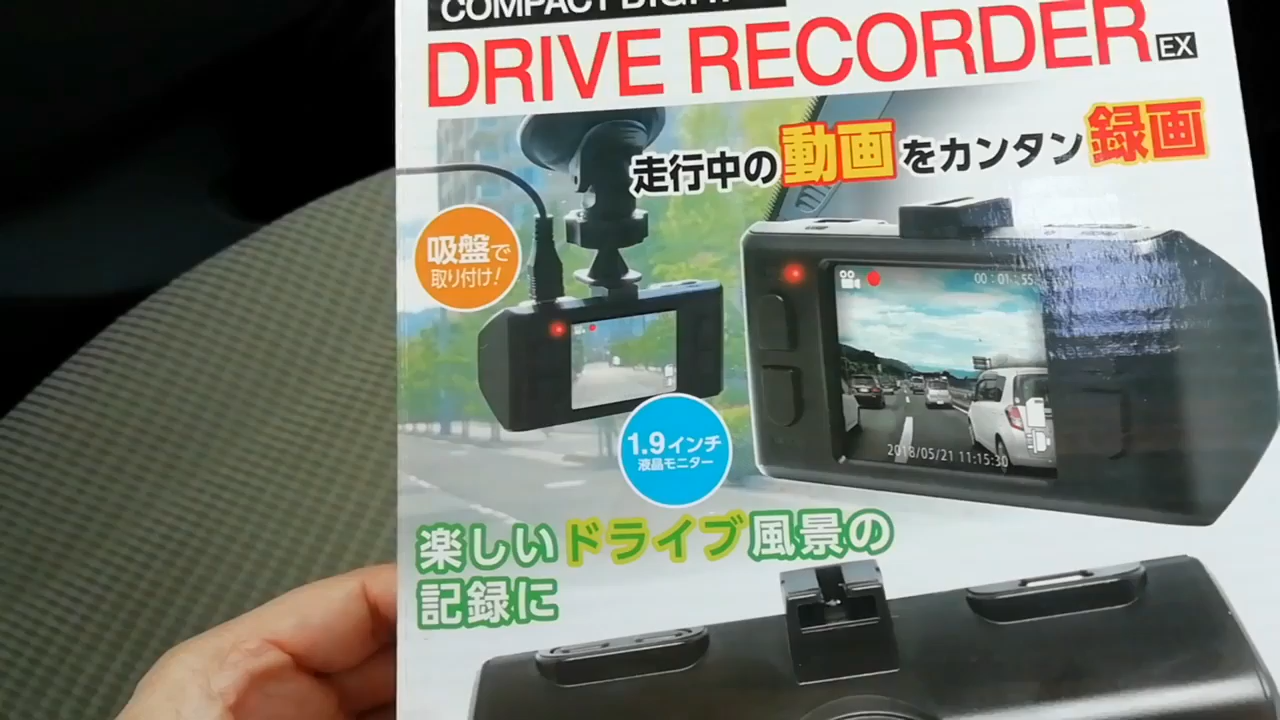 COMPACT DIGIT
DRIVE RECORDER EX
走行中の動画をカンタン録画
吸盤で
取り付け!
00:01:55
2018/05/21 11:15:30
1.9インチ
液晶モニター
楽しいドライブ風景の
記録に